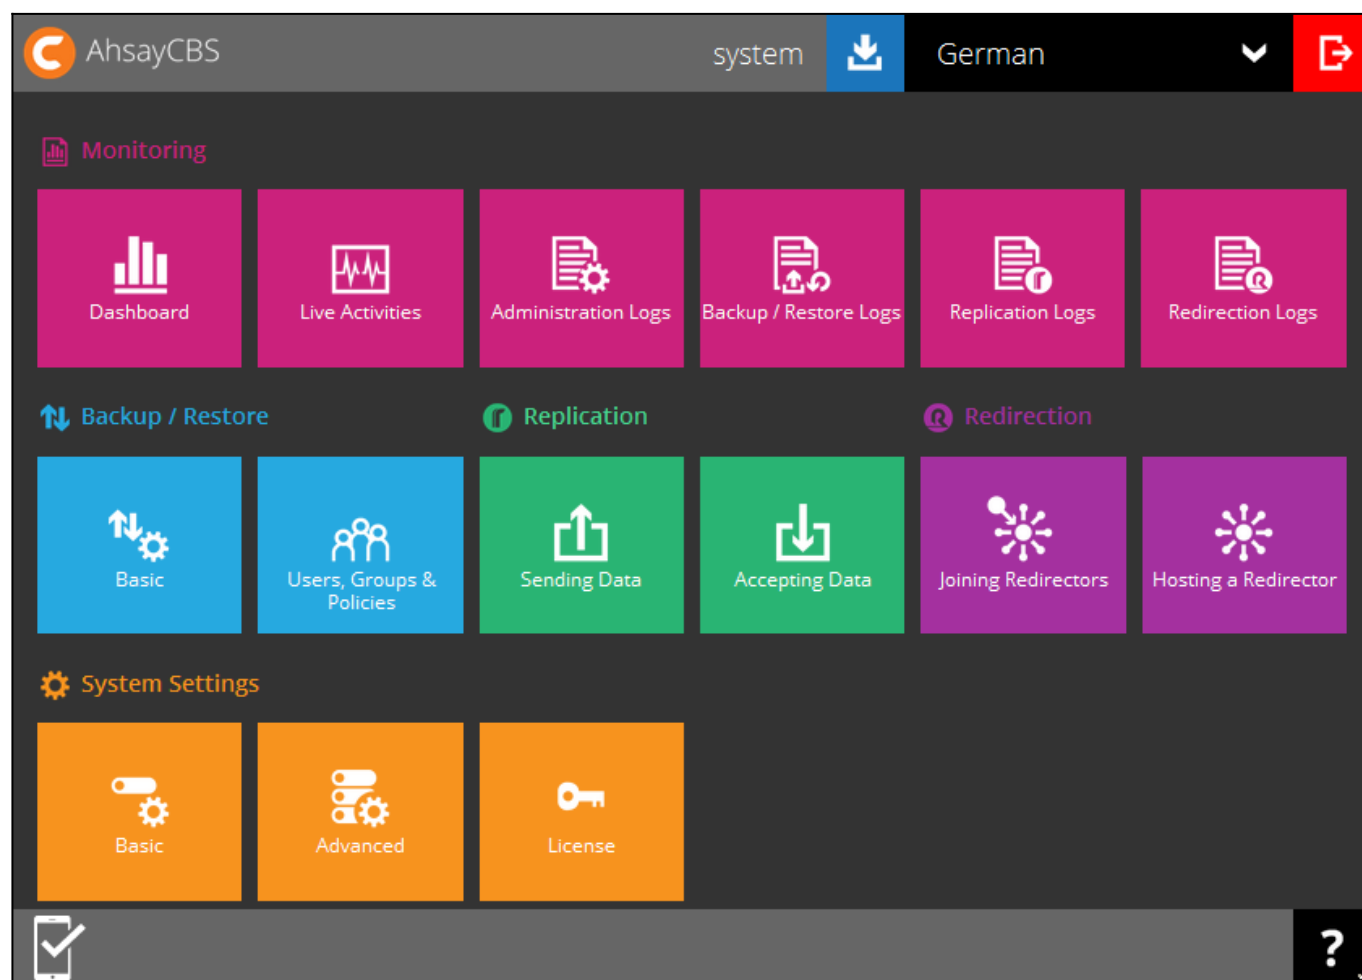 AhsayCBS
system
German
Monitoring
Dashboard
Live Activities
Administration Logs
Backup / Restore Logs
Replication Logs
Redirection Logs
Backup / Restore
Replication
Redirection
Basic
Users, Groups &
Policies
Sending Data
Accepting Data
Joining Redirectors
Hosting a Redirector
System Settings
Basic
Advanced
License
?